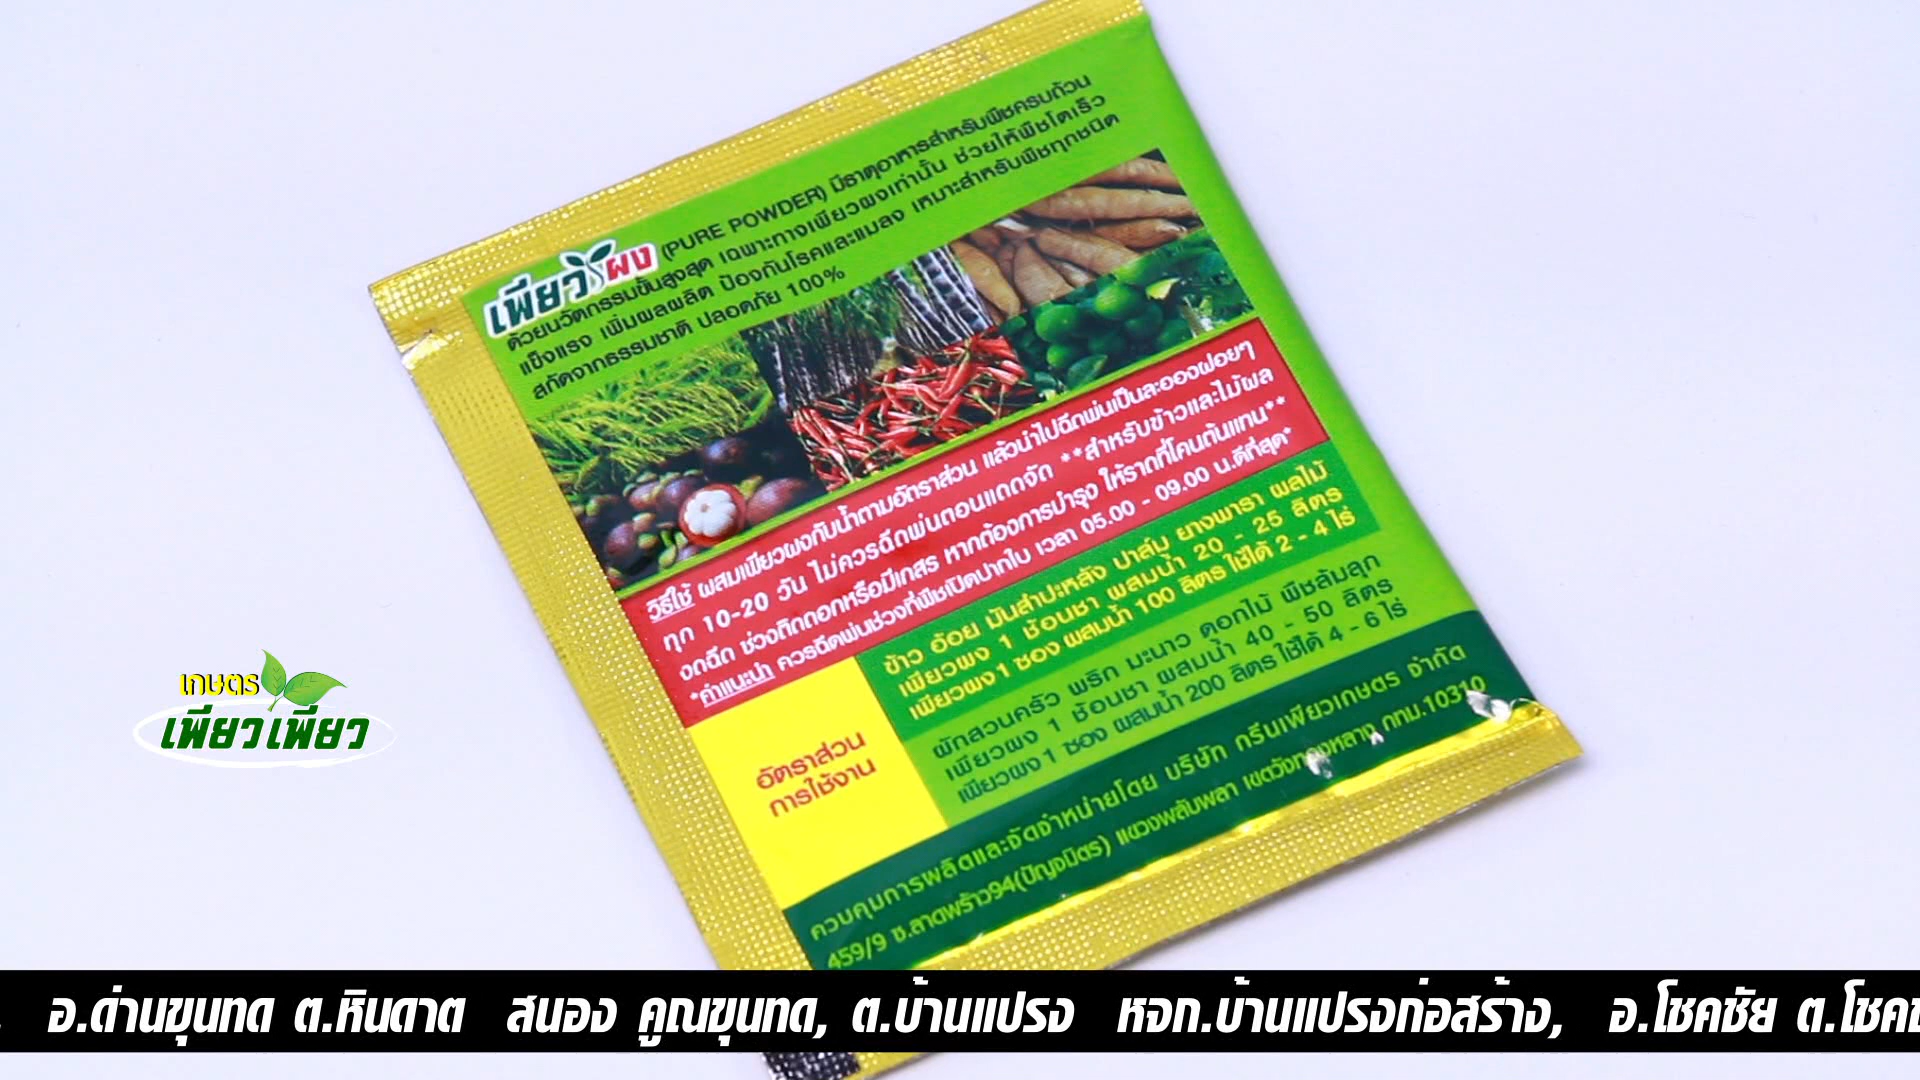 เพียวผง (PURE POWDER) มีธาตุอาหารสำหรับพืชครบถ้วน
ด้วยนวัตกรรมขั้นสูงสุด เฉพาะทางเพียวผงเท่านั้น ช่วยให้พืชโตเร็ว
แข็งแรง เพิ่มผลผลิต ป้องกันโรคและแมลง เหมาะสำหรับพืชทุกชนิด
สกัดจากธรรมชาติ ปลอดภัย 100%
วิธีใช้ ผสมเพียวผงกับน้ำตามอัตราส่วน แล้วนำไปฉีดพ่นเป็นละอองฝอยๆ
ทุก 10-20 วัน ไม่ควรฉีดพ่นตอนแดดจัด **สำหรับข้าวและไม้ผล
งดฉีด ช่วงติดดอกหรือมีเกสร หากต้องการบำรุง ให้ราดที่โคนต้นแทน**
*คำแนะนำ ควรฉีดพ่นช่วงที่พืชเปิดปากใบ เวลา 05.00 - 09.00 น.ดีที่สุด*
อัตราส่วน
การใช้งาน
ข้าว อ้อย มันสำปะหลัง ปาล์ม ยางพารา ผลไม้
เพียวผง 1 ช้อนชา ผสมน้ำ 20 - 25 ลิตร
เพียวผง 1 ซอง ผสมน้ำ 100 ลิตร ใช้ได้ 2 - 4 ไร่
ผักสวนครัว พริก มะนาว ดอกไม้ พืชล้มลุก
เพียวผง 1 ช้อนชา ผสมน้ำ 40 - 50 ลิตร
เพียวผง 1 ซอง ผสมน้ำ 200 ลิตร ใช้ได้ 4 - 6 ไร่
ควบคุมการผลิตและจัดจำหน่ายโดย บริษัท กรีนเพียวเกษตร จำกัด
459/9 ซ.ลาดพร้าว94(ปัญจมิตร) แขวงพลับพลา เขตวังทองหลาง กทม.10310
เกษตร
เพียวเพียว
อ.ด่านขุนทด ต.หินดาต สนอง คูณขุนทด, ต.บ้านแปรง หจก.บ้านแปรงก่อสร้าง, อ.โชคชัย ต.โชคช